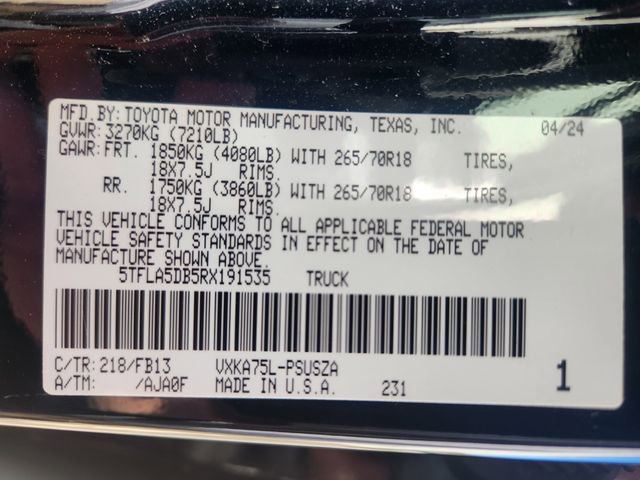 MFD.BY: TOYOTA MOTOR MANUFACTURING, TEXAS, INC. 04/24
GVWR: 3270KG (7210LB)
GAWR: FRT. 1850KG (4080LB) WITH 265/70R18 TIRES,
18X7.5J RIMS.
RR. 1750KG (3860LB) WITH 265/70R18 TIRES,
18X7.5J RIMS.
THIS VEHICLE CONFORMS TO ALL APPLICABLE FEDERAL MOTOR
VEHICLE SAFETY STANDARDS IN EFFECT ON THE DATE OF
MANUFACTURE SHOWN ABOVE.
5TFLA5DB5RX191535 TRUCK
C/TR: 218/FB13 VXKA75L-PSUSZA
A/TM: /AJA0F MADE IN U.S.A. 231 1